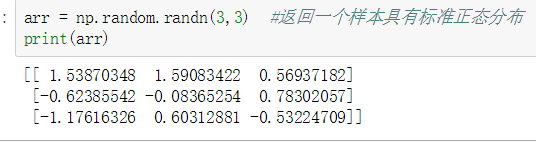 : arr = np.random.randn(3,3)  #返回一个样本具有标准正态分布
print(arr)
[[ 1.53870348  1.59083422  0.56937182]
 [-0.62385542 -0.08365254  0.78302057]
 [-1.17616326  0.60312881 -0.53224709]]